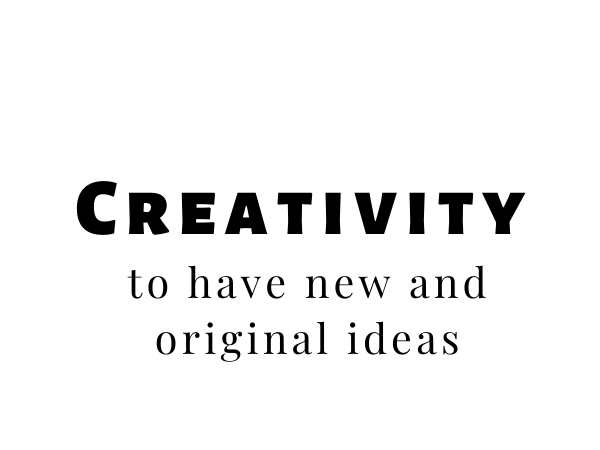 Creativity
to have new and
original ideas